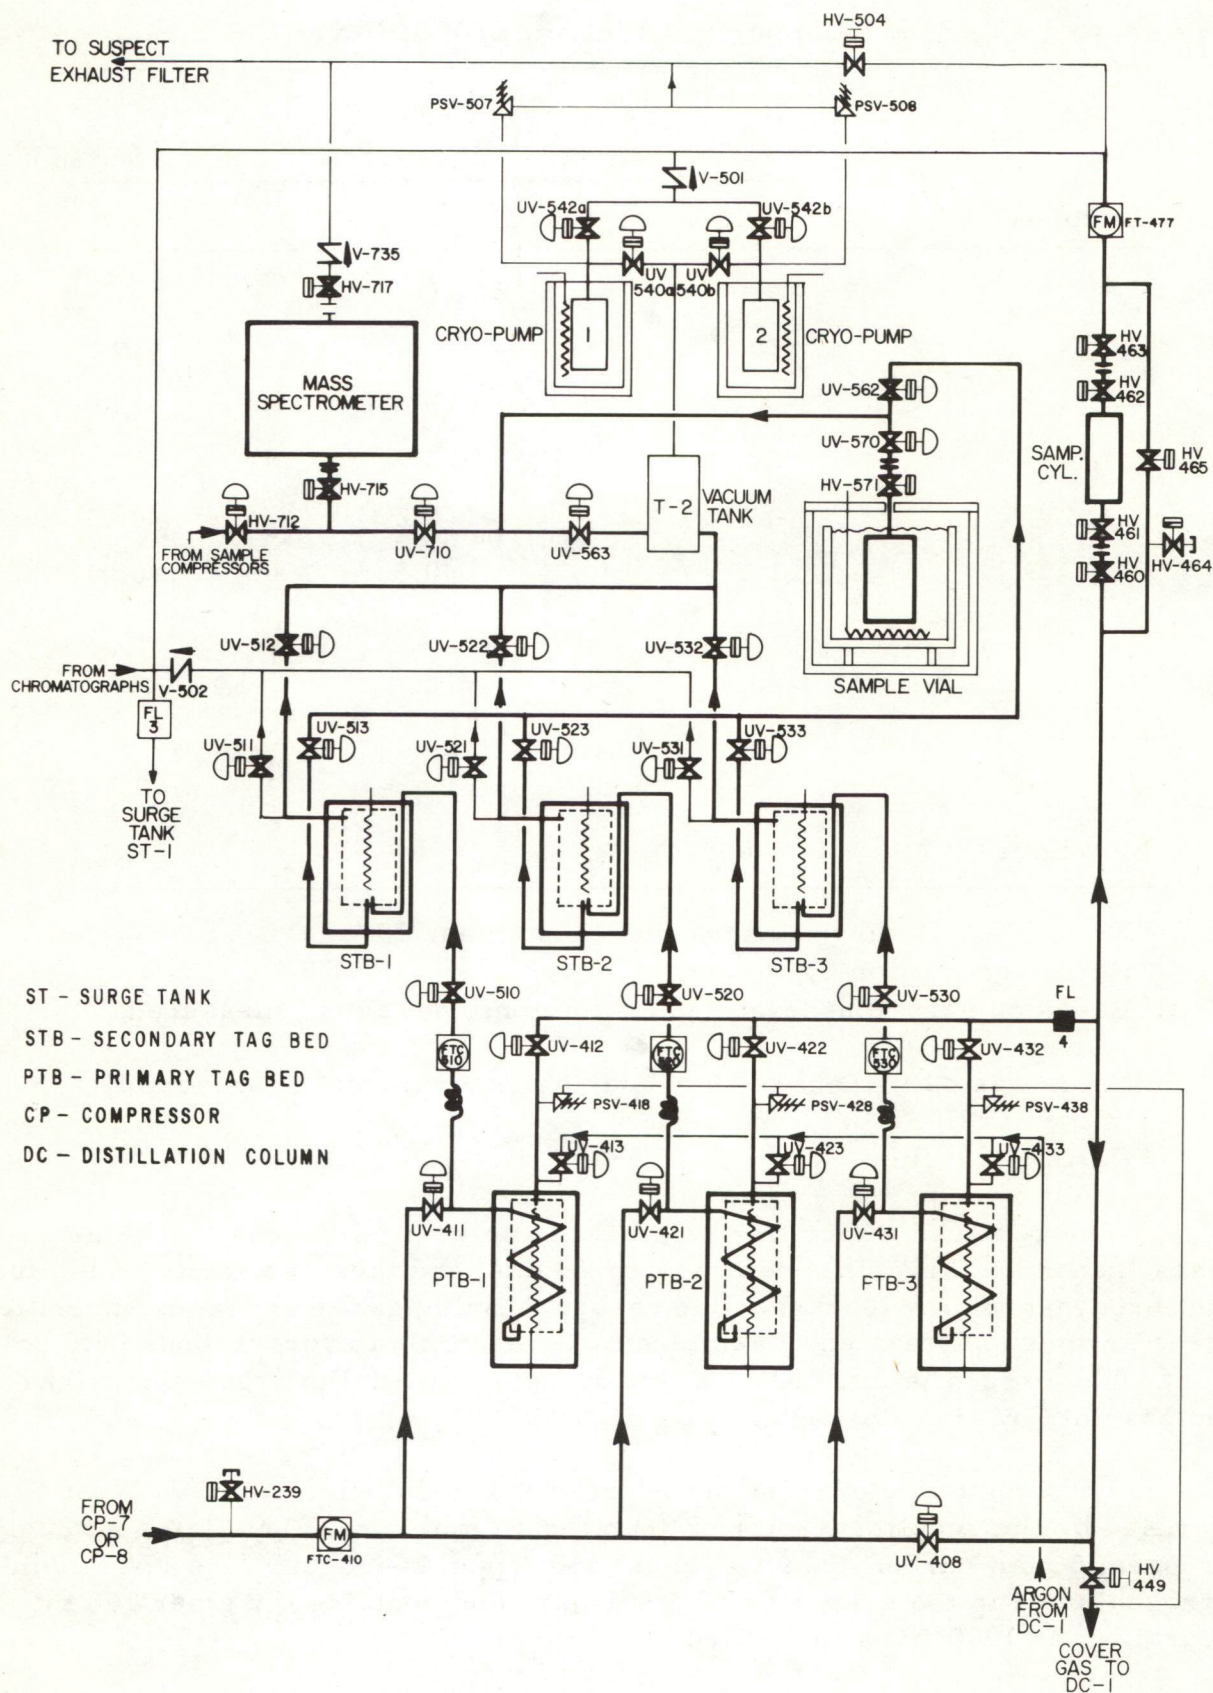 HV-504
TO SUSPECT
EXHAUST FILTER
PSV-507
PSV-508
V-501
UV-542a
UV-542b
FM
FT-477
V-735
HV-717
UV
540a
UV
540b
CRYO-PUMP
1
2
CRYO-PUMP
MASS
SPECTROMETER
HV
463
HV
462
UV-562
UV-570
SAMP.
CYL.
HV
465
HV-715
HV-571
HV-712
T-2
VACUUM
TANK
HV
461
HV-464
HV
460
FROM SAMPLE
COMPRESSORS
UV-710
UV-563
UV-512
UV-522
UV-532
FROM
CHROMATOGRAPHS
V-502
SAMPLE VIAL
FL
3
UV-511
UV-513
UV-521
UV-523
UV-531
UV-533
TO
SURGE
TANK
ST-1
STB-1
STB-2
STB-3
ST - SURGE TANK
STB - SECONDARY TAG BED
PTB - PRIMARY TAG BED
CP - COMPRESSOR
DC - DISTILLATION COLUMN
UV-510
UV-520
UV-530
FL
4
FTC
510
UV-412
FTC
520
UV-422
FTC
530
UV-432
PSV-418
PSV-428
PSV-438
UV-413
UV-423
UV-433
UV-411
UV-421
UV-431
PTB-1
PTB-2
FTB-3
FROM
CP-7
OR
CP-8
HV-239
FM
FTC-410
UV-408
HV
449
ARGON
FROM
DC-1
COVER
GAS TO
DC-1